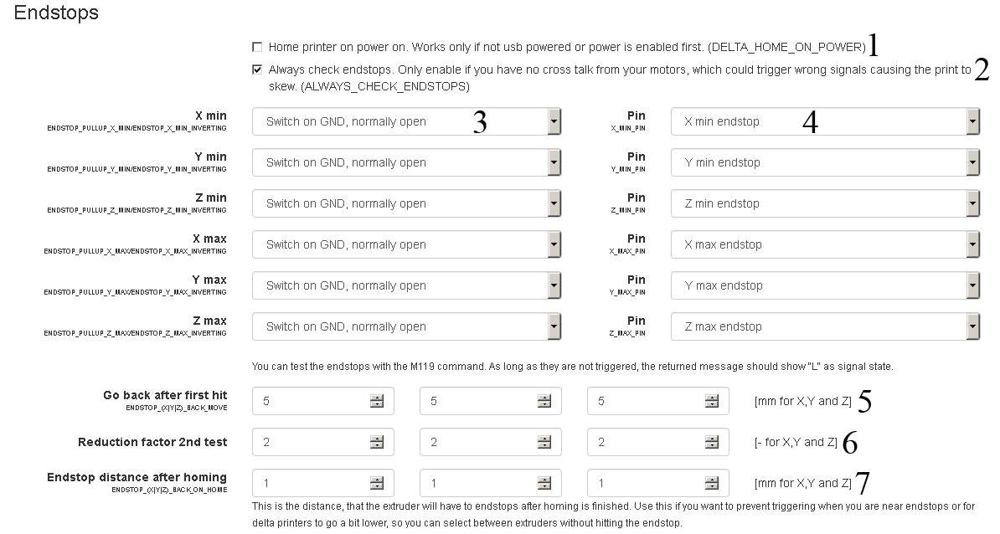 Endstops
Home printer on power on. Works only if not usb powered or power is enabled first. (DELTA_HOME_ON_POWER) 1
Always check endstops. Only enable if you have no cross talk from your motors, which could trigger wrong signals causing the print to 2
skew. (ALWAYS_CHECK_ENDSTOPS)
X min Switch on GND, normally open 3 Pin X min endstop 4
ENDSTOP_PULLUP_X_MIN/ENDSTOP_X_MIN_INVERTING X_MIN_PIN
Y min Switch on GND, normally open Pin Y min endstop
ENDSTOP_PULLUP_Y_MIN/ENDSTOP_Y_MIN_INVERTING Y_MIN_PIN
Z min Switch on GND, normally open Pin Z min endstop
ENDSTOP_PULLUP_Z_MIN/ENDSTOP_Z_MIN_INVERTING Z_MIN_PIN
X max Switch on GND, normally open Pin X max endstop
ENDSTOP_PULLUP_X_MAX/ENDSTOP_X_MAX_INVERTING X_MAX_PIN
Y max Switch on GND, normally open Pin Y max endstop
ENDSTOP_PULLUP_Y_MAX/ENDSTOP_Y_MAX_INVERTING Y_MAX_PIN
Z max Switch on GND, normally open Pin Z max endstop
ENDSTOP_PULLUP_Z_MAX/ENDSTOP_Z_MAX_INVERTING Z_MAX_PIN
You can test the endstops with the M119 command. As long as they are not triggered, the returned message should show "L" as signal state.
Go back after first hit 5 5 5 [mm for X,Y and Z] 5
ENDSTOP_(X|Y|Z)_BACK_MOVE
Reduction factor 2nd test 2 2 2 [- for X,Y and Z] 6
Endstop distance after homing 1 1 1 [mm for X,Y and Z] 7
ENDSTOP_(X|Y|Z)_BACK_ON_HOME
This is the distance, that the extruder will have to endstops after homing is finished. Use this if you want to prevent triggering when you are near endstops or for
delta printers to go a bit lower, so you can select between extruders without hitting the endstop.